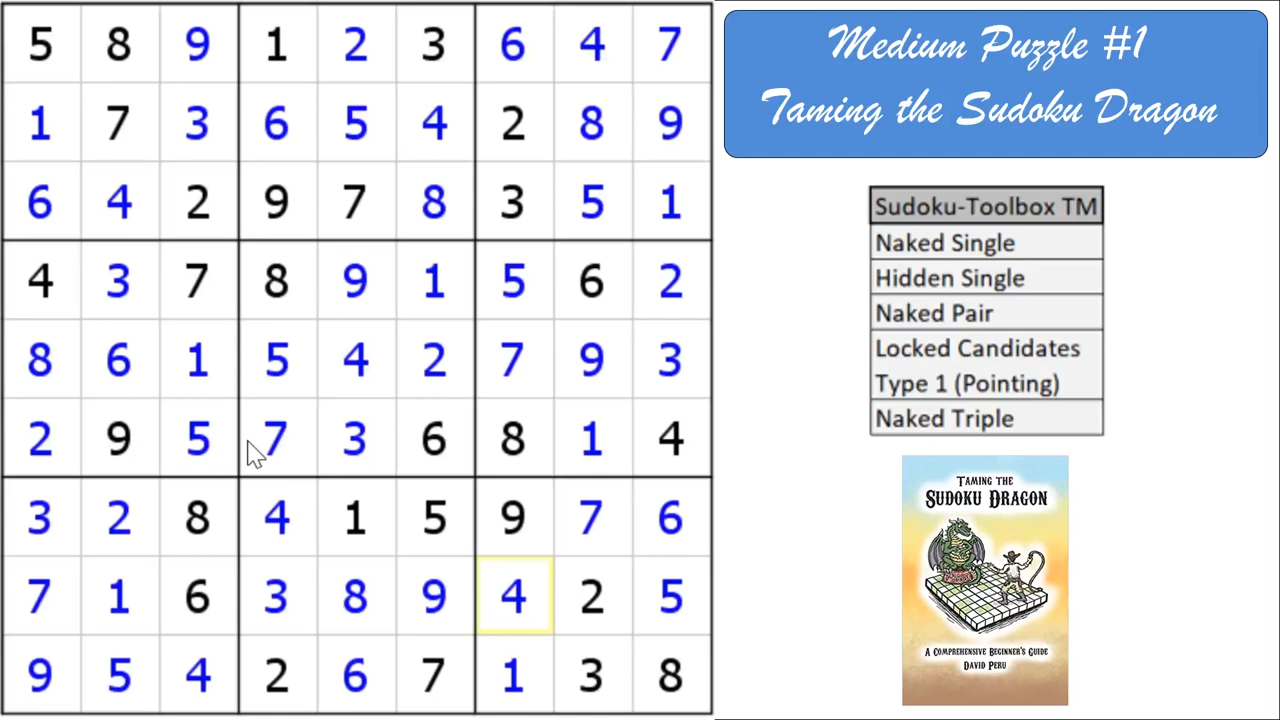 5 8 9 1 2 3 6 4 7
1 7 3 6 5 4 2 8 9
6 4 2 9 7 8 3 5 1
4 3 7 8 9 1 5 6 2
8 6 1 5 4 2 7 9 3
2 9 5 7 3 6 8 1 4
3 2 8 4 1 5 9 7 6
7 1 6 3 8 9 4 2 5
9 5 4 2 6 7 1 3 8
Medium Puzzle #1
Taming the Sudoku Dragon
Sudoku-Toolbox TM
Naked Single
Hidden Single
Naked Pair
Locked Candidates
Type 1 (Pointing)
Naked Triple
TAMING THE
SUDOKU DRAGON
A COMPREHENSIVE BEGINNER'S GUIDE
DAVID PERU